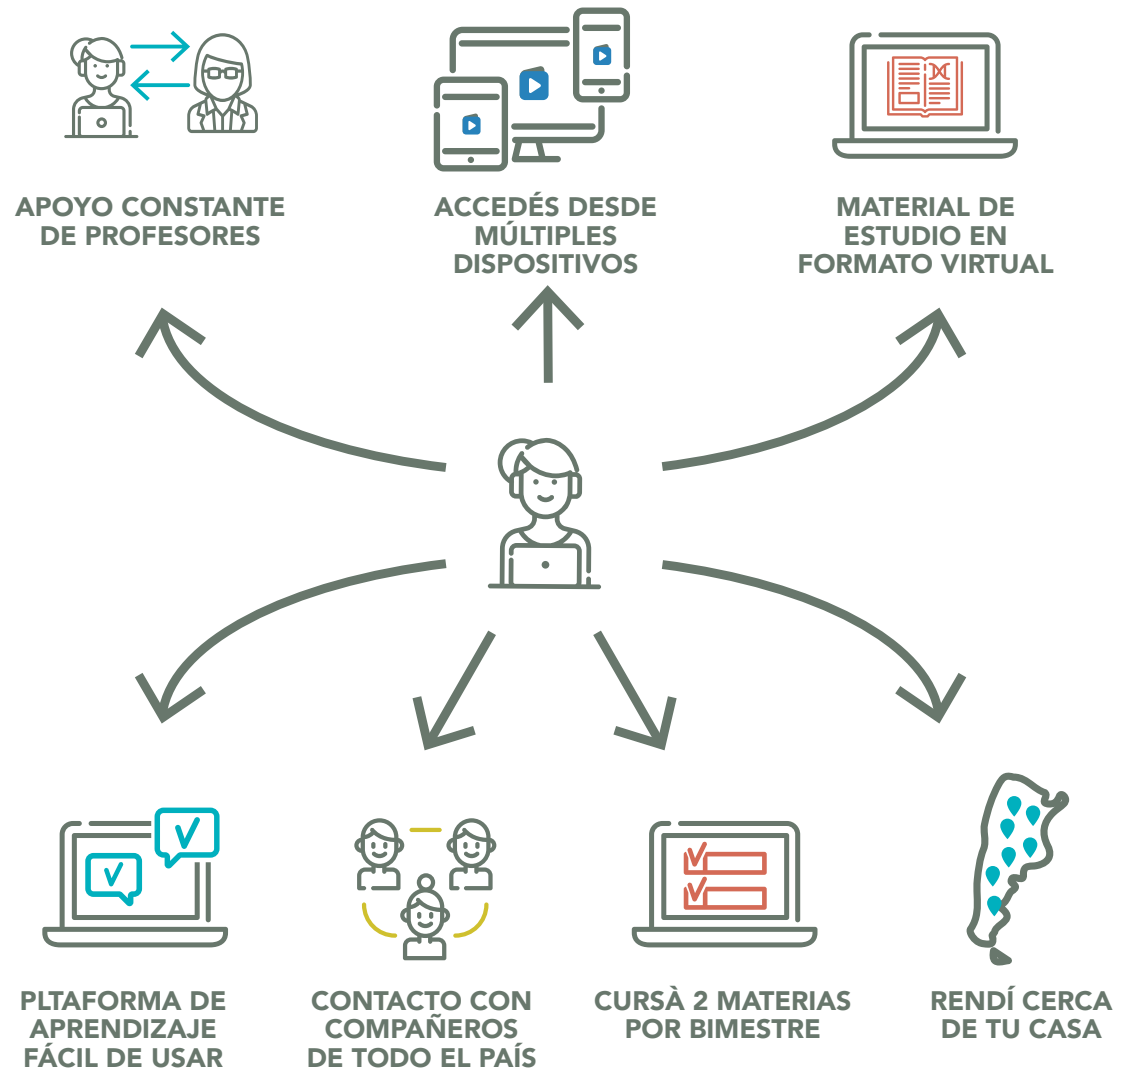 APOYO CONSTANTE
DE PROFESORES
ACCEDÉS DESDE
MÚLTIPLES
DISPOSITIVOS
MATERIAL DE
ESTUDIO EN
FORMATO VIRTUAL
PLTAFORMA DE
APRENDIZAJE
FÁCIL DE USAR
CONTACTO CON
COMPAÑEROS
DE TODO EL PAÍS
CURSÀ 2 MATERIAS
POR BIMESTRE
RENDÍ CERCA
DE TU CASA